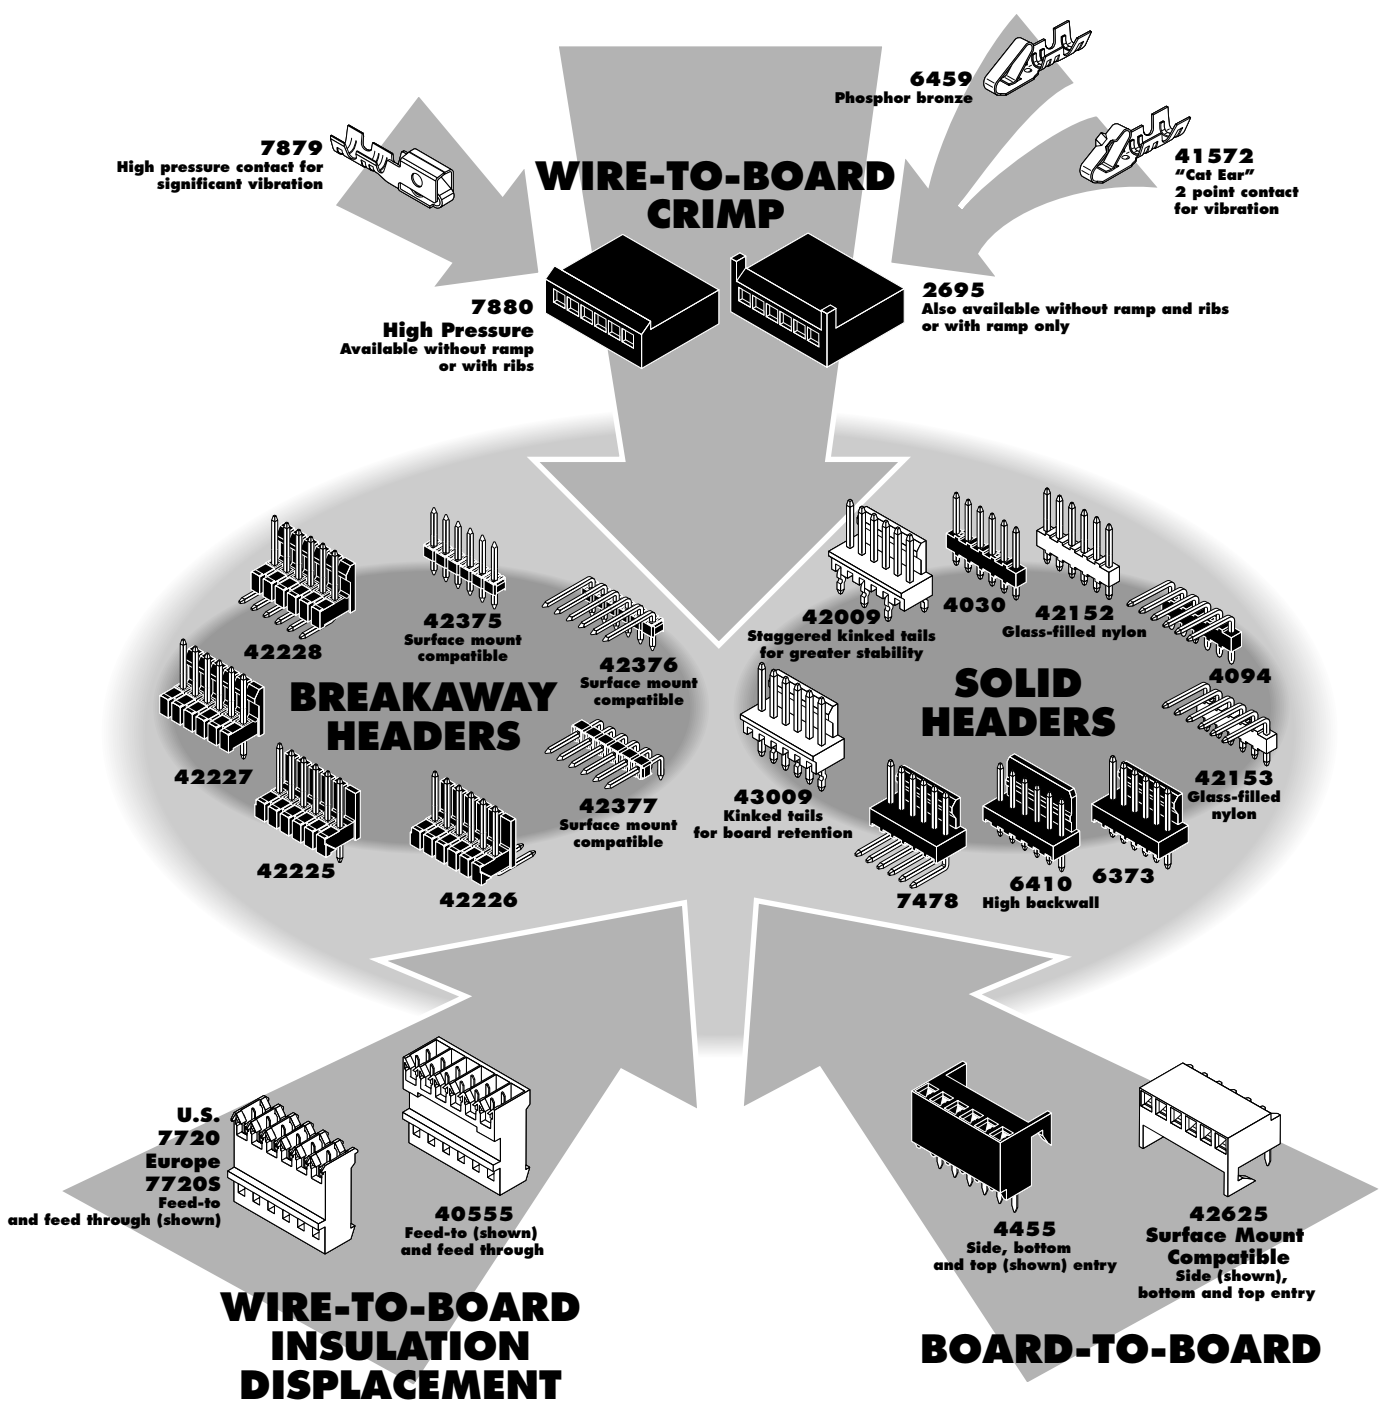 6459
Phosphor bronze
7879
High pressure contact for
significant vibration
41572
“Cat Ear”
2 point contact
for vibration
WIRE-TO-BOARD
CRIMP
7880
High Pressure
Available without ramp
or with ribs
2695
Also available without ramp and ribs
or with ramp only
42228
42375
Surface mount
compatible
42376
Surface mount
compatible
BREAKAWAY
HEADERS
42227
42225
42226
42377
Surface mount
compatible
42009
Staggered kinked tails
for greater stability
4030
42152
Glass-filled nylon
4094
SOLID
HEADERS
43009
Kinked tails
for board retention
42153
Glass-filled
nylon
7478
6410
High backwall
6373
U.S.
7720
Europe
7720S
Feed-to
and feed through (shown)
40555
Feed-to (shown)
and feed through
WIRE-TO-BOARD
INSULATION
DISPLACEMENT
4455
Side, bottom
and top (shown) entry
42625
Surface Mount
Compatible
Side (shown),
bottom and top entry
BOARD-TO-BOARD